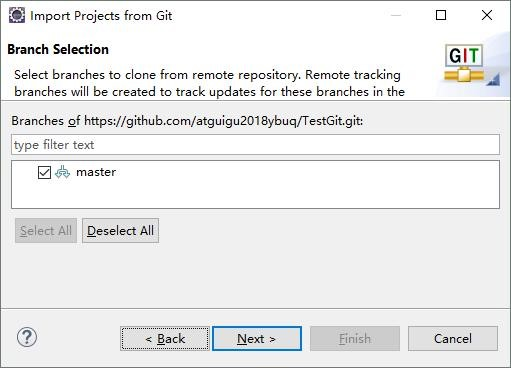 Import Projects from Git
Branch Selection
GIT
Select branches to clone from remote repository. Remote tracking
branches will be created to track updates for these branches in the
Branches of https://github.com/atguigu2018ybuq/TestGit.git:
type filter text
master
Select All
Deselect All
?
< Back
Next >
Finish
Cancel